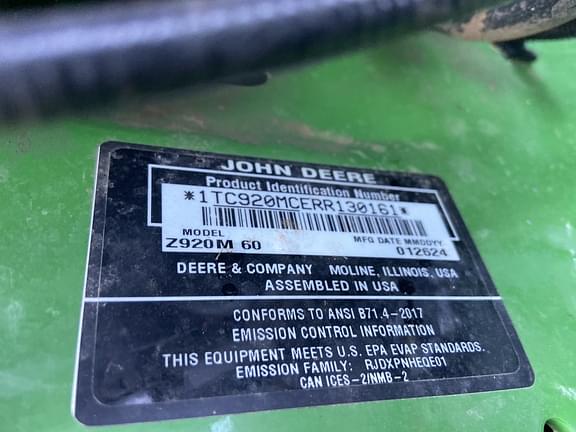 JOHN DEERE
Product Identification Number
*1TC920MCERR130161*
MODEL MFG DATE MMDDYY
Z920M 60 012624
DEERE & COMPANY MOLINE, ILLINOIS, USA
ASSEMBLED IN USA
CONFORMS TO ANSI B71.4-2017
EMISSION CONTROL INFORMATION
THIS EQUIPMENT MEETS U.S. EPA EVAP STANDARDS.
EMISSION FAMILY: RJDXPNHEQE01
CAN ICES-2/NMB-2